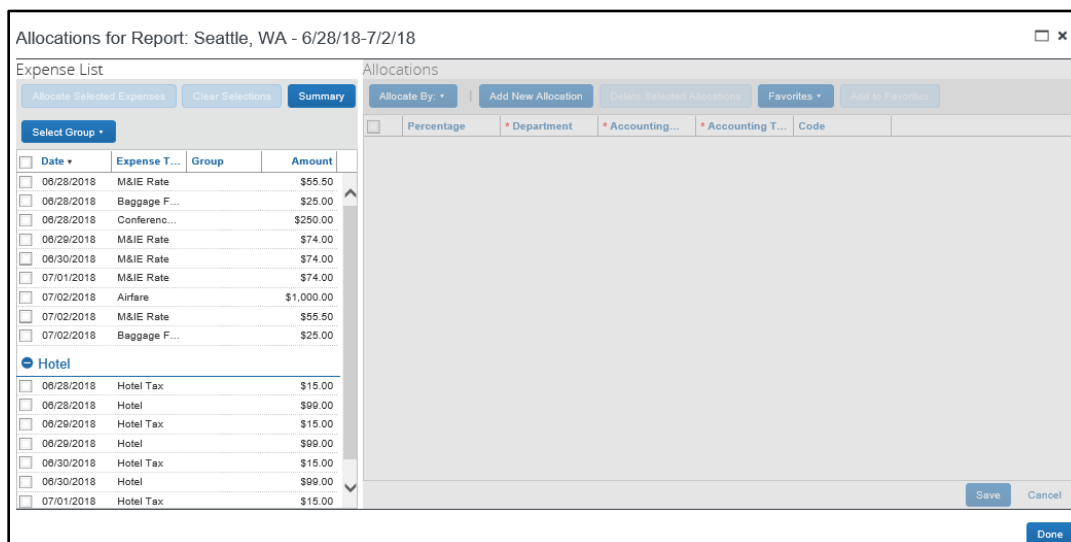 Allocations for Report: Seattle, WA - 6/28/18-7/2/18
Expense List
Allocate Selected Expenses Clear Selections Summary
Select Group
Date Expense T... Group Amount
06/28/2018 M&IE Rate $55.50
06/28/2018 Baggage F... $25.00
06/28/2018 Conferenc... $250.00
06/29/2018 M&IE Rate $74.00
06/30/2018 M&IE Rate $74.00
07/01/2018 M&IE Rate $74.00
07/02/2018 Airfare $1,000.00
07/02/2018 M&IE Rate $55.50
07/02/2018 Baggage F... $25.00
Hotel
06/28/2018 Hotel Tax $15.00
06/28/2018 Hotel $99.00
06/29/2018 Hotel Tax $15.00
06/29/2018 Hotel $99.00
06/30/2018 Hotel Tax $15.00
06/30/2018 Hotel $99.00
07/01/2018 Hotel Tax $15.00
Allocations
Allocate By: | Add New Allocation Delete Selected Allocations Favorites Add to Favorites
Percentage * Department * Accounting... * Accounting T... Code
Save Cancel
Done